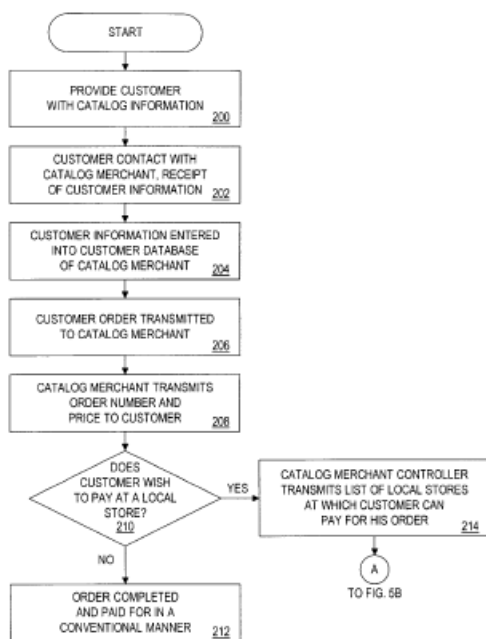 START
PROVIDE CUSTOMER
WITH CATALOG INFORMATION
200
CUSTOMER CONTACT WITH
CATALOG MERCHANT, RECEIPT
OF CUSTOMER INFORMATION
202
CUSTOMER INFORMATION ENTERED
INTO CUSTOMER DATABASE
OF CATALOG MERCHANT
204
CUSTOMER ORDER TRANSMITTED
TO CATALOG MERCHANT
206
CATALOG MERCHANT TRANSMITS
ORDER NUMBER AND
PRICE TO CUSTOMER
208
DOES
CUSTOMER WISH
TO PAY AT A LOCAL
STORE?
210
YES
CATALOG MERCHANT CONTROLLER
TRANSMITS LIST OF LOCAL STORES
AT WHICH CUSTOMER CAN
PAY FOR HIS ORDER
214
A
TO FIG. 5B
NO
ORDER COMPLETED
AND PAID FOR IN A
CONVENTIONAL MANNER
212